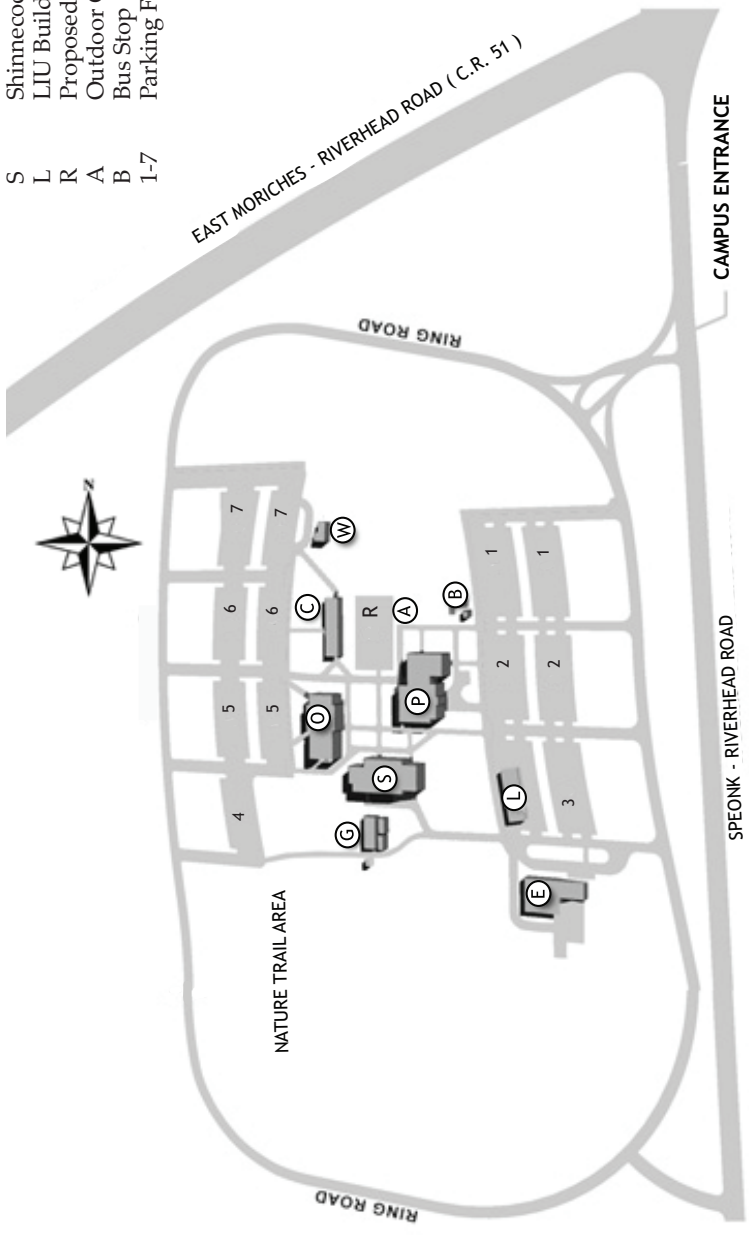 S Shinnecoc
L LIU Build
R Proposed
A Outdoor
B Bus Stop
1-7 Parking F
EAST MORICHES - RIVERHEAD ROAD ( C.R. 51 )
CAMPUS ENTRANCE
RING ROAD
N
7
7
W
6
6
C
R
A
B
1
1
5
5
O
P
2
2
4
S
G
L
3
E
NATURE TRAIL AREA
SPEONK - RIVERHEAD ROAD
RING ROAD